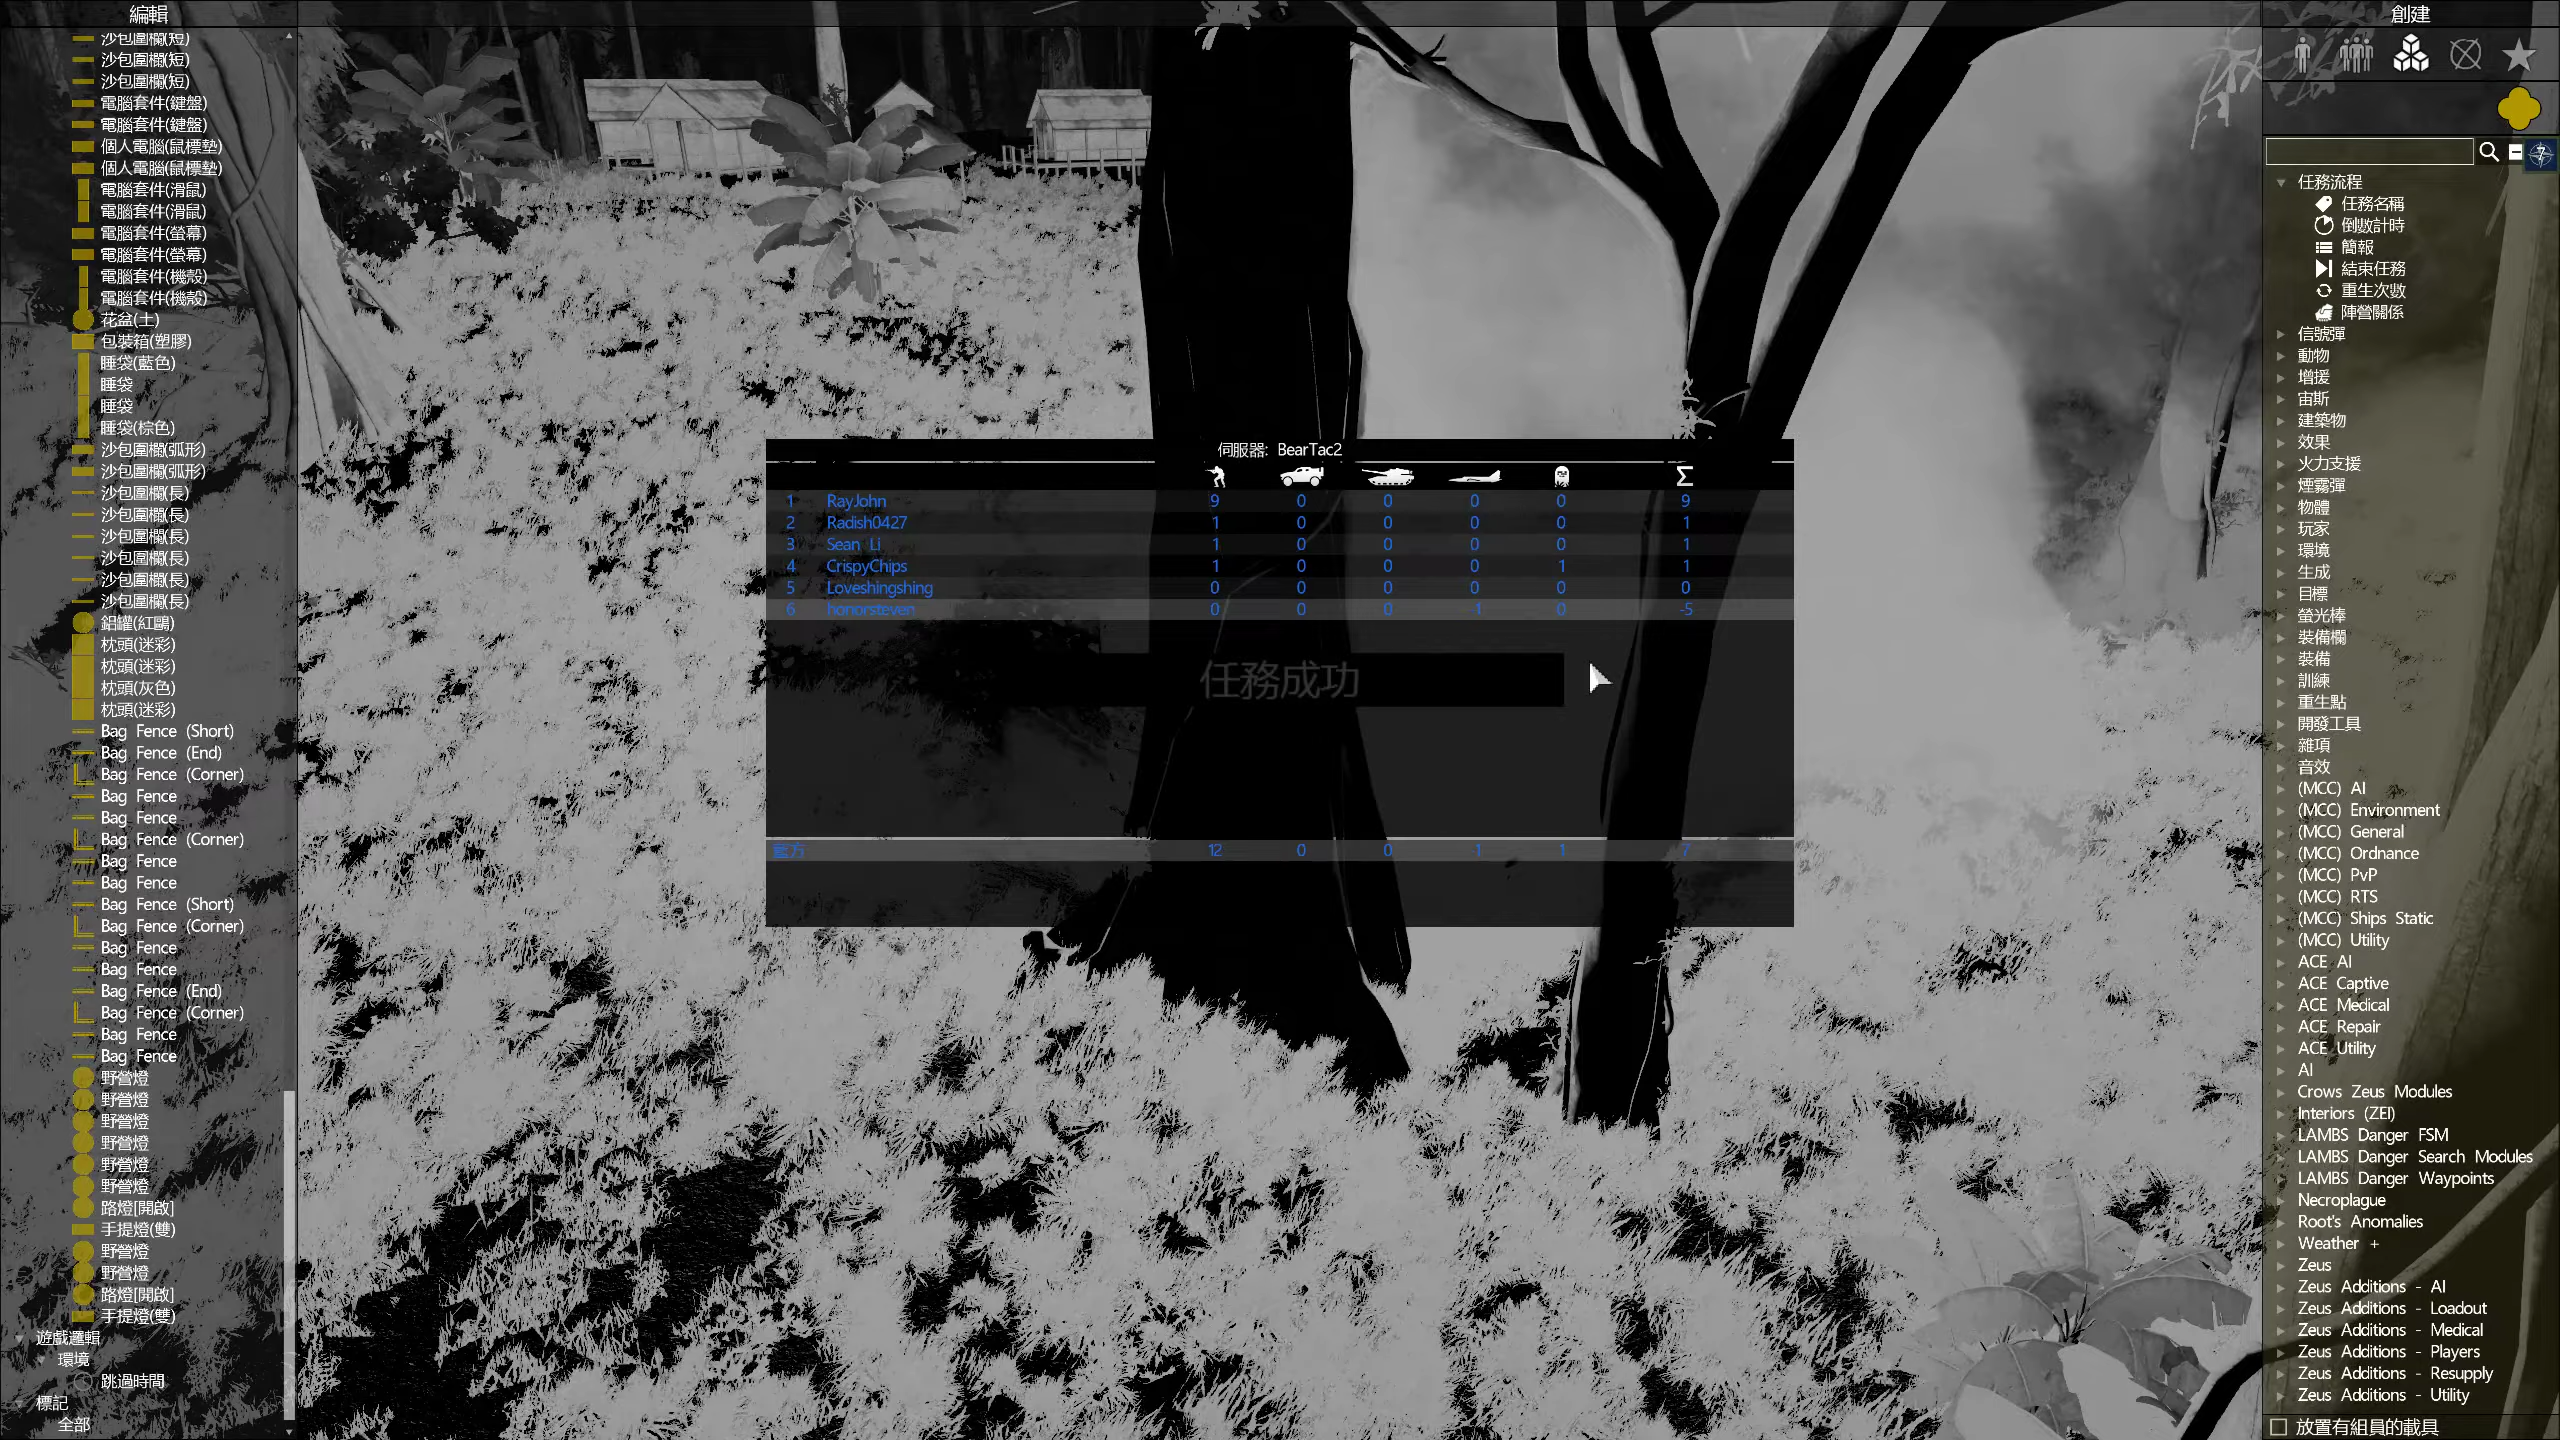 編輯
沙包圍欄(短)
沙包圍欄(短)
沙包圍欄(短)
電腦套件(鍵盤)
電腦套件(鍵盤)
個人電腦(鼠標墊)
個人電腦(鼠標墊)
電腦套件(滑鼠)
電腦套件(滑鼠)
電腦套件(螢幕)
電腦套件(螢幕)
電腦套件(機殼)
電腦套件(機殼)
花盆(土)
包裝箱(塑膠)
睡袋(藍色)
睡袋
睡袋
睡袋(棕色)
沙包圍欄(弧形)
沙包圍欄(弧形)
沙包圍欄(長)
沙包圍欄(長)
沙包圍欄(長)
沙包圍欄(長)
沙包圍欄(長)
沙包圍欄(長)
鋁罐(紅鷗)
枕頭(迷彩)
枕頭(迷彩)
枕頭(灰色)
枕頭(迷彩)
Bag Fence (Short)
Bag Fence (End)
Bag Fence (Corner)
Bag Fence
Bag Fence
Bag Fence (Corner)
Bag Fence
Bag Fence
Bag Fence (Short)
Bag Fence (Corner)
Bag Fence
Bag Fence
Bag Fence (End)
Bag Fence (Corner)
Bag Fence
Bag Fence
野營燈
野營燈
野營燈
野營燈
野營燈
野營燈
路燈[開啟]
手提燈(雙)
野營燈
野營燈
路燈[開啟]
手提燈(雙)
遊戲邏輯
環境
跳過時間
標記
全部
伺服器: BearTac2
Σ
1 RayJohn 9 0 0 0 0 9
2 Radish0427 1 0 0 0 0 1
3 Sean Li 1 0 0 0 0 1
4 CrispyChips 1 0 0 0 1 1
5 Loveshingshing 0 0 0 0 0 0
6 honorsteven 0 0 0 -1 0 -5
任務成功
官方 12 0 0 -1 1 7
創建
任務流程
任務名稱
倒數計時
簡報
結束任務
重生次數
陣營關係
信號彈
動物
增援
宙斯
建築物
效果
火力支援
煙霧彈
物體
玩家
環境
生成
目標
螢光棒
裝備欄
裝備
訓練
重生點
開發工具
雜項
音效
(MCC) AI
(MCC) Environment
(MCC) General
(MCC) Ordnance
(MCC) PvP
(MCC) RTS
(MCC) Ships Static
(MCC) Utility
ACE AI
ACE Captive
ACE Medical
ACE Repair
ACE Utility
AI
Crows Zeus Modules
Interiors (ZEI)
LAMBS Danger FSM
LAMBS Danger Search Modules
LAMBS Danger Waypoints
Necroplague
Root's Anomalies
Weather +
Zeus
Zeus Additions - AI
Zeus Additions - Loadout
Zeus Additions - Medical
Zeus Additions - Players
Zeus Additions - Resupply
Zeus Additions - Utility
放置有組員的載具